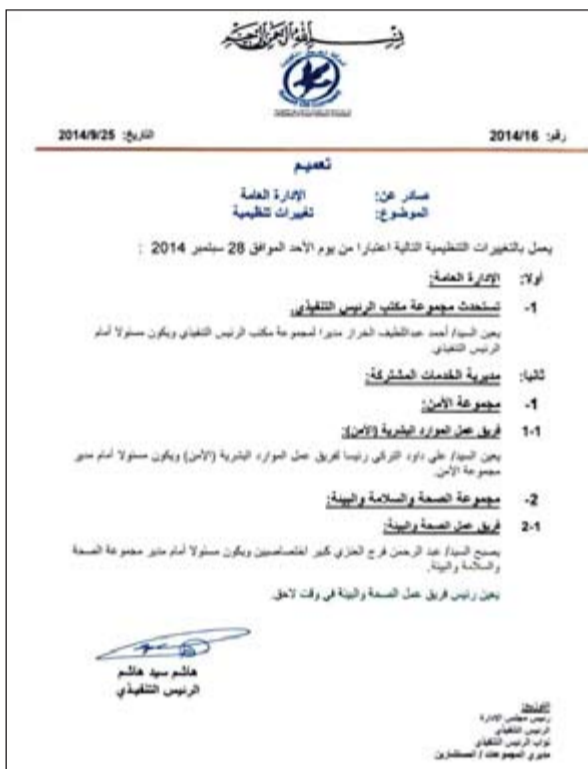 بسم الله الرحمن الرحيم
رقم: 2014/16
التاريخ: 2014/9/25
تعميم
صادر عن: الإدارة العامة
الموضوع: تغييرات تنظيمية
يعمل بالتغييرات التنظيمية التالية اعتبارا من يوم الأحد الموافق 28 سبتمبر 2014 :
أولا: الإدارة العامة:
1- تستحدث مجموعة مكتب الرئيس التنفيذي.
يعين السيد/ أحمد عبداللطيف الخراز مديرا لمجموعة مكتب الرئيس التنفيذي ويكون مسئولا أمام
الرئيس التنفيذي.
ثانيا: مديرية الخدمات المشتركة:
1- مجموعة الأمن:
1-1 فريق عمل الموارد البشرية (الأمن):
يعين السيد/ علي داود التركي رئيسا لفريق عمل الموارد البشرية (الأمن) ويكون مسئولا أمام مدير
مجموعة الأمن.
2- مجموعة الصحة والسلامة والبيئة:
2-1 فريق عمل الصحة والبيئة:
يصبح السيد/ عبد الرحمن فرج العنزي كبير اختصاصيين ويكون مسئولا أمام مدير مجموعة الصحة
والسلامة والبيئة.
يعين رئيس فريق عمل الصحة والبيئة في وقت لاحق.
هاشم سيد هاشم
الرئيس التنفيذي
التوزيع:
رئيس مجلس الإدارة
الرئيس التنفيذي
نواب الرئيس التنفيذي
مديري المجموعات / المستشارين